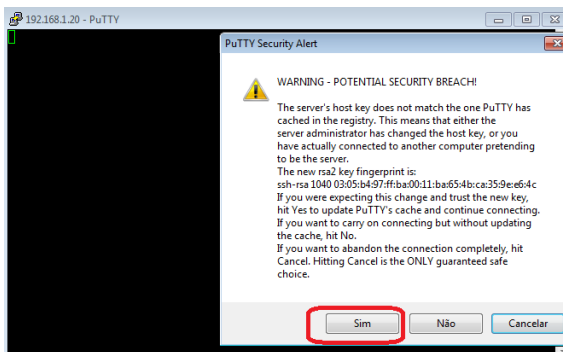 192.168.1.20 - PuTTY
PuTTY Security Alert
WARNING - POTENTIAL SECURITY BREACH!
The server's host key does not match the one PuTTY has
cached in the registry. This means that either the
server administrator has changed the host key, or you
have actually connected to another computer pretending
to be the server.
The new rsa2 key fingerprint is:
ssh-rsa 1040 03:05:b4:97:ff:ba:00:11:ba:65:4b:ca:35:9e:e6:4c
If you were expecting this change and trust the new key,
hit Yes to update PuTTY's cache and continue connecting.
If you want to carry on connecting but without updating
the cache, hit No.
If you want to abandon the connection completely, hit
Cancel. Hitting Cancel is the ONLY guaranteed safe
choice.
Sim
Não
Cancelar